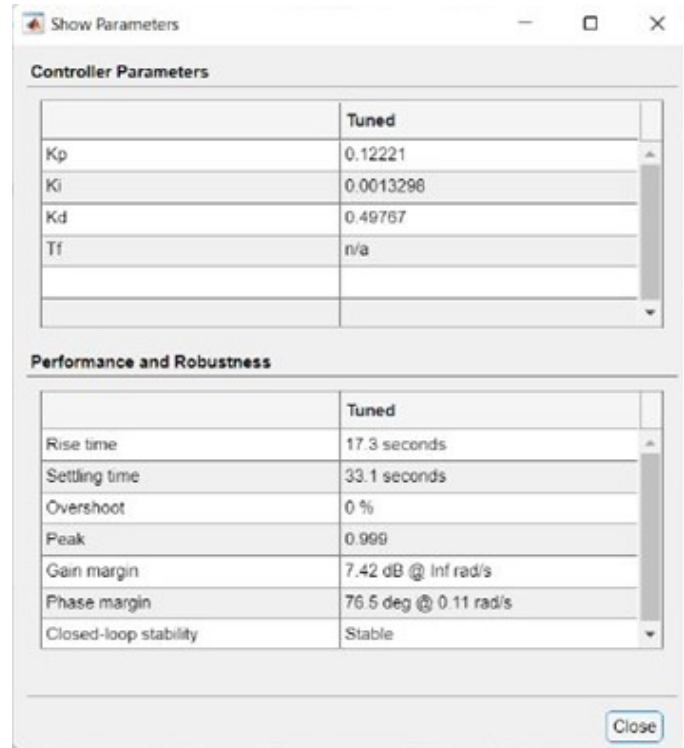 Show Parameters
Controller Parameters
Tuned
Kp 0.12221
Ki 0.0013298
Kd 0.49767
Tf n/a
Performance and Robustness
Tuned
Rise time 17.3 seconds
Settling time 33.1 seconds
Overshoot 0 %
Peak 0.999
Gain margin 7.42 dB @ Inf rad/s
Phase margin 76.5 deg @ 0.11 rad/s
Closed-loop stability Stable
Close